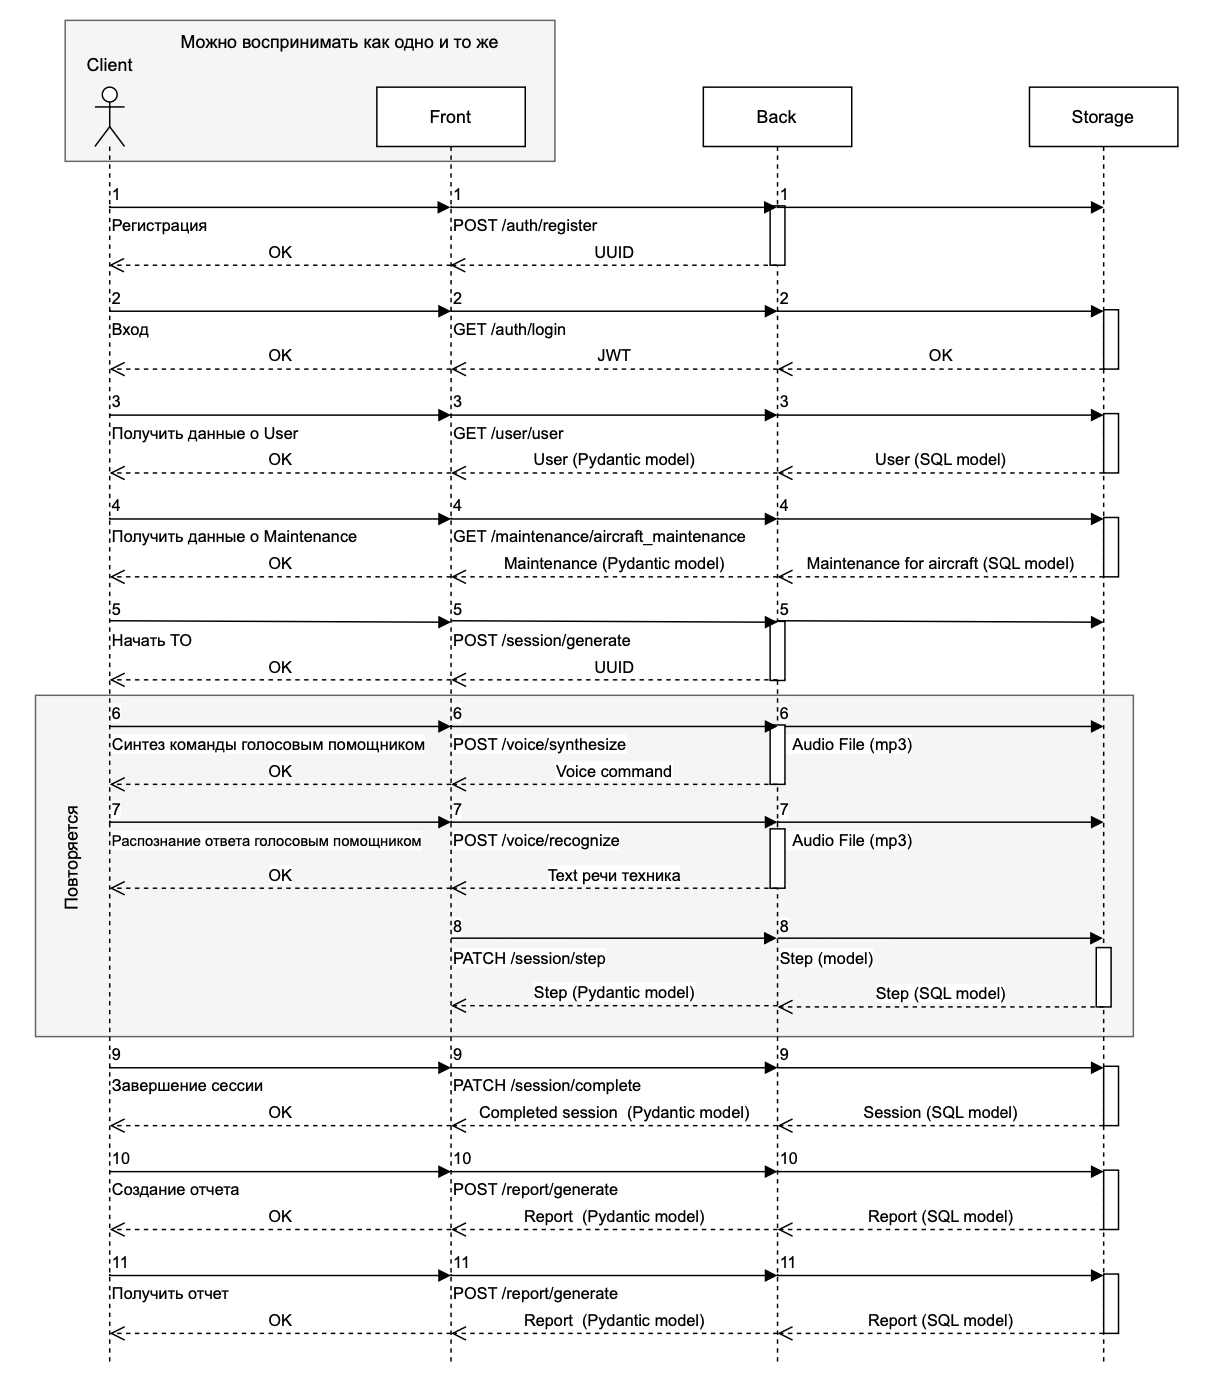 Можно воспринимать как одно и то же
Client
Front
Back
Storage
1
1
1
Регистрация
POST /auth/register
OK
UUID
2
2
2
Вход
GET /auth/login
OK
JWT
OK
3
3
3
Получить данные о User
GET /user/user
OK
User (Pydantic model)
User (SQL model)
4
4
4
Получить данные о Maintenance
GET /maintenance/aircraft_maintenance
OK
Maintenance (Pydantic model)
Maintenance for aircraft (SQL model)
5
5
5
Начать ТО
POST /session/generate
OK
UUID
Повторяется
6
6
6
Синтез команды голосовым помощником
POST /voice/synthesize
Audio File (mp3)
OK
Voice command
7
7
7
Распознание ответа голосовым помощником
POST /voice/recognize
Audio File (mp3)
OK
Text речи техника
8
8
PATCH /session/step
Step (model)
Step (Pydantic model)
Step (SQL model)
9
9
9
Завершение сессии
PATCH /session/complete
OK
Completed session (Pydantic model)
Session (SQL model)
10
10
10
Создание отчета
POST /report/generate
OK
Report (Pydantic model)
Report (SQL model)
11
11
11
Получить отчет
POST /report/generate
OK
Report (Pydantic model)
Report (SQL model)